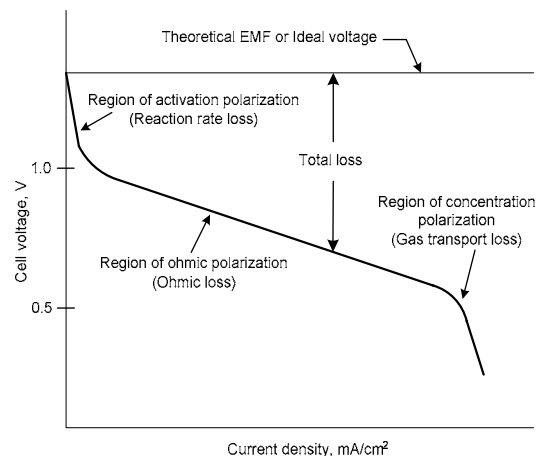 Theoretical EMF or Ideal voltage
Region of activation polarization
(Reaction rate loss)
Total loss
1.0
Region of concentration
polarization
(Gas transport loss)
Cell voltage, V
Region of ohmic polarization
(Ohmic loss)
0.5
Current density, mA/cm²